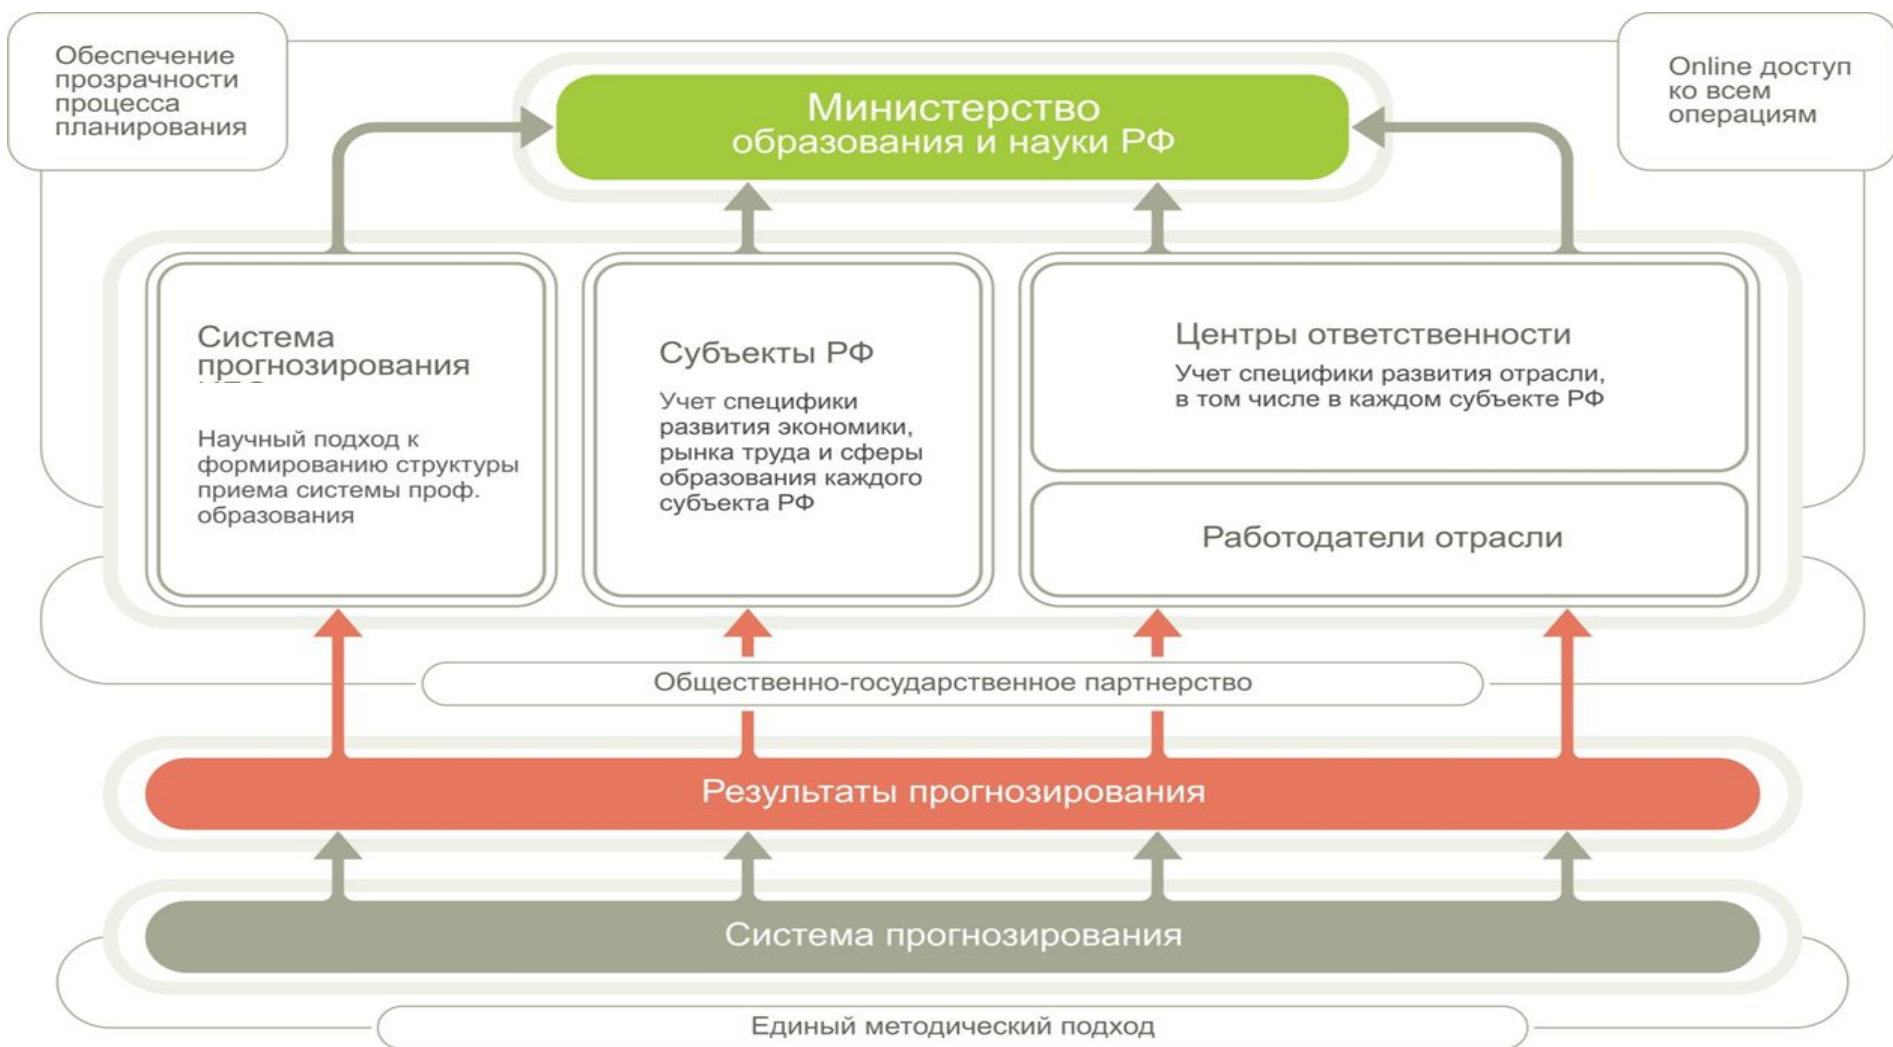 Обеспечение
прозрачности
процесса
планирования
Online доступ
ко всем
операциям
Министерство
образования и науки РФ
Система
прогнозирования
Научный подход к
формированию структуры
приема системы проф.
образования
Субъекты РФ
Учет специфики
развития экономики,
рынка труда и сферы
образования каждого
субъекта РФ
Центры ответственности
Учет специфики развития отрасли,
в том числе в каждом субъекте РФ
Работодатели отрасли
Общественно-государственное партнерство
Результаты прогнозирования
Система прогнозирования
Единый методический подход